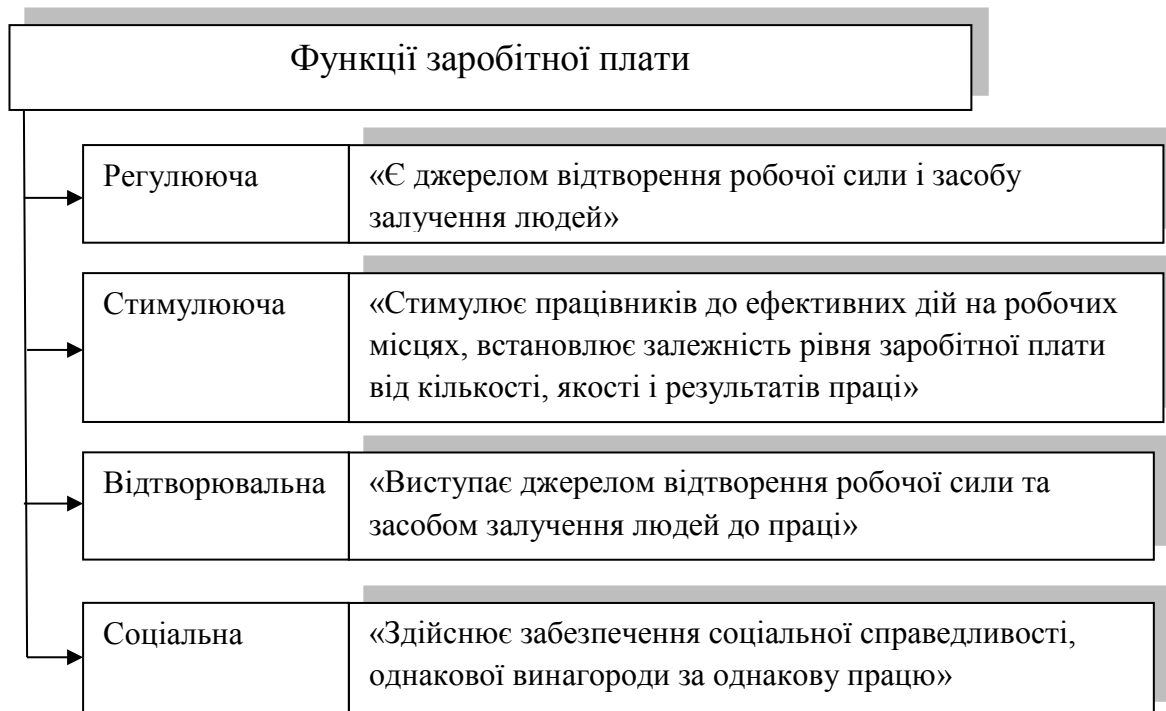 Функції заробітної плати
Регулююча
«Є джерелом відтворення робочої сили і засобу
залучення людей»
Стимулююча
«Стимулює працівників до ефективних дій на робочих
місцях, встановлює залежність рівня заробітної плати
від кількості, якості і результатів праці»
Відтворювальна
«Виступає джерелом відтворення робочої сили та
засобом залучення людей до праці»
Соціальна
«Здійснює забезпечення соціальної справедливості,
однакової винагороди за однакову працю»